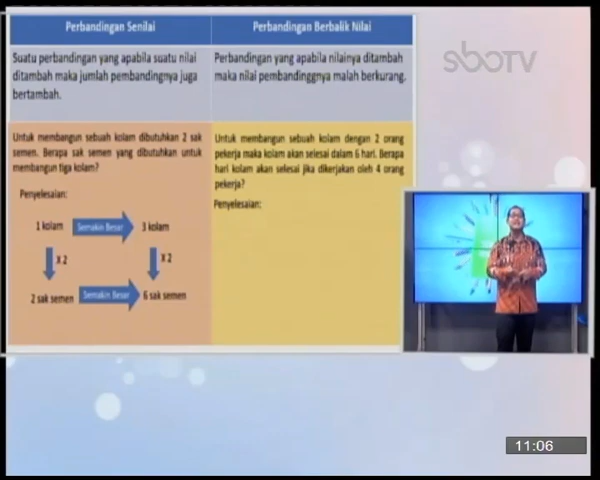 Perbandingan Senilai
Perbandingan Berbalik Nilai
Suatu perbandingan yang apabila suatu nilai
ditambah maka jumlah pembandingnya juga
bertambah.
Perbandingan yang apabila nilainya ditambah
maka nilai pembandinggnya malah berkurang.
sboTV
Untuk membangun sebuah kolam dibutuhkan 2 sak
semen. Berapa sak semen yang dibutuhkan untuk
membangun tiga kolam?
Penyelesaian:
1 kolam
Semakin Besar
3 kolam
X 2
X 2
2 sak semen
Semakin Besar
6 sak semen
Untuk membangun sebuah kolam dengan 2 orang
pekerja maka kolam akan selesai dalam 6 hari. Berapa
hari kolam akan selesai jika dikerjakan oleh 4 orang
pekerja?
Penyelesaian:
11:06